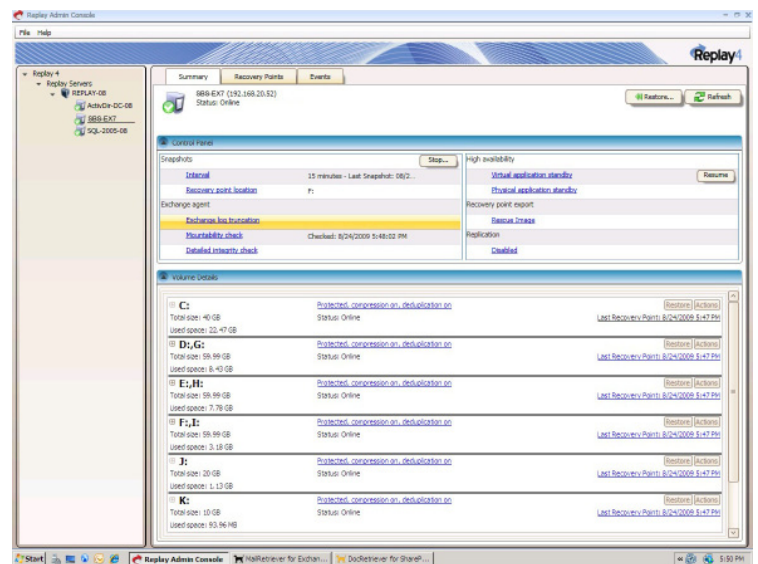 Replay Admin Console
File Help
Replay4
Replay 4
Replay Servers
REPLAY-08
ActivDir-DC-08
SBS-EX7
SQL-2005-08
Summary Recovery Points Events
SBS-EX7 (192.168.20.52)
Status: Online
Restore... Refresh
Control Panel
Snapshots Stop... High availability
Interval 15 minutes - Last Snapshot: 08/2... Virtual application standby Resume
Recovery point location F: Physical application standby
Exchange agent Recovery point export
Exchange log truncation Rescue Image
Mountability check Checked: 8/24/2009 5:48:02 PM Replication
Detailed integrity check Disabled
Volume Details
C: Protected, compression on, deduplication on Restore Actions
Total size: 40 GB Status: Online Last Recovery Point: 8/24/2009 5:47 PM
Used space: 22.47 GB
D:,G: Protected, compression on, deduplication on Restore Actions
Total size: 59.99 GB Status: Online Last Recovery Point: 8/24/2009 5:47 PM
Used space: 8.43 GB
E:,H: Protected, compression on, deduplication on Restore Actions
Total size: 59.99 GB Status: Online Last Recovery Point: 8/24/2009 5:47 PM
Used space: 7.78 GB
F:,I: Protected, compression on, deduplication on Restore Actions
Total size: 59.99 GB Status: Online Last Recovery Point: 8/24/2009 5:47 PM
Used space: 3.18 GB
J: Protected, compression on, deduplication on Restore Actions
Total size: 20 GB Status: Online Last Recovery Point: 8/24/2009 5:47 PM
Used space: 1.13 GB
K: Protected, compression on, deduplication on Restore Actions
Total size: 10 GB Status: Online Last Recovery Point: 8/24/2009 5:47 PM
Used space: 93.96 MB
Start Replay Admin Console MailRetriever for Exchan... DocRetriever for ShareP... 5:50 PM